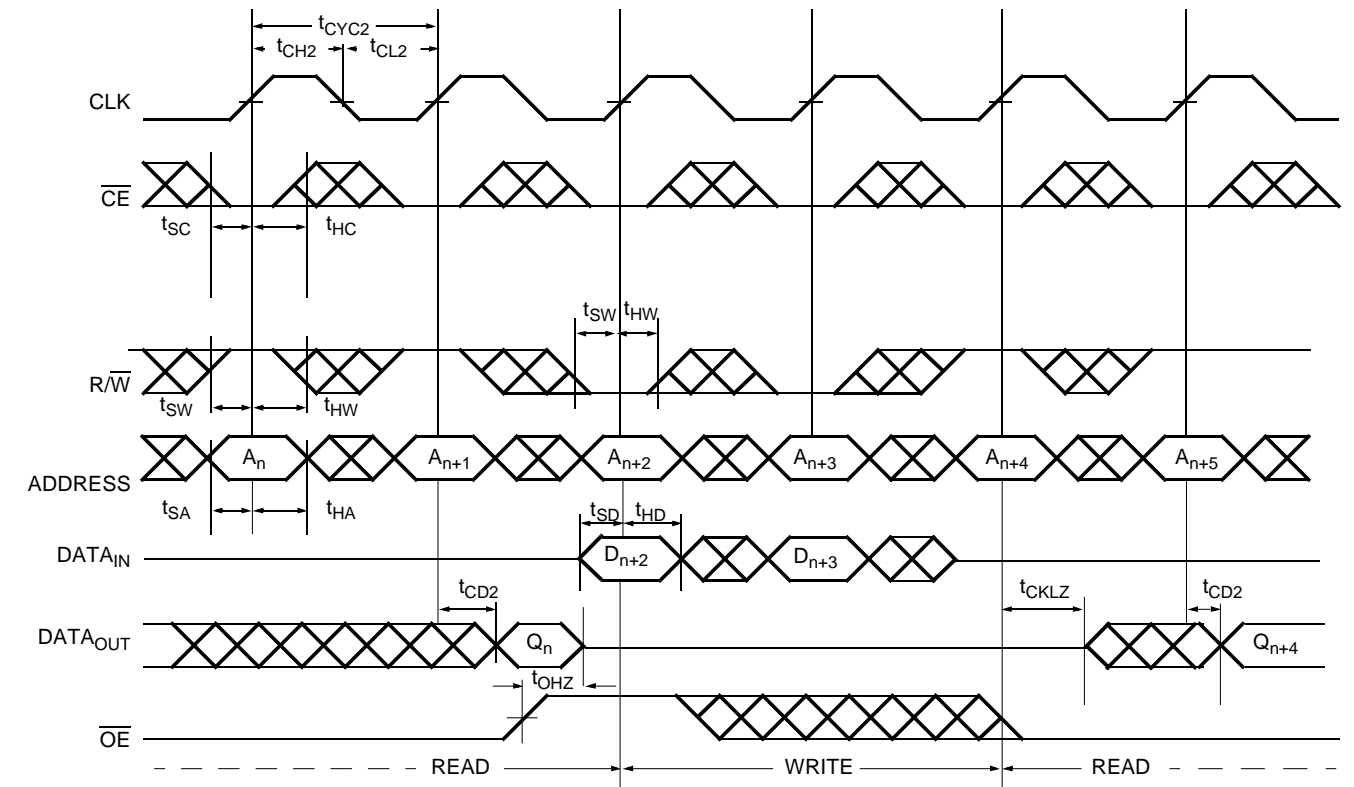 tCYC2
tCH2 tCL2
CLK
CE
tSC tHC
tSW tHW
R/W
tSW tHW
An An+1 An+2 An+3 An+4 An+5
ADDRESS
tSA tHA
tSD tHD
DATAIN Dn+2 Dn+3
tCD2 tCKLZ tCD2
DATAOUT Qn Qn+4
tOHZ
OE
READ WRITE READ